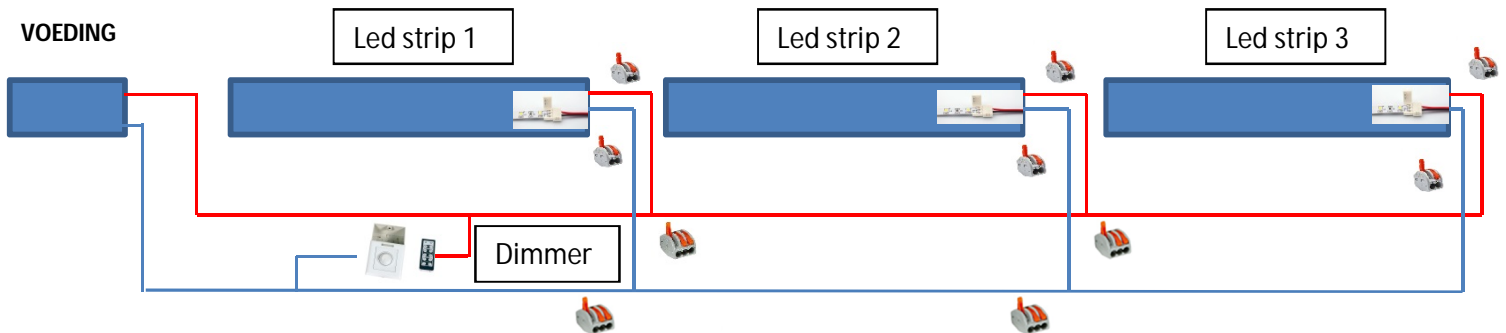 VOEDING
Led strip 1
Led strip 2
Led strip 3
Dimmer